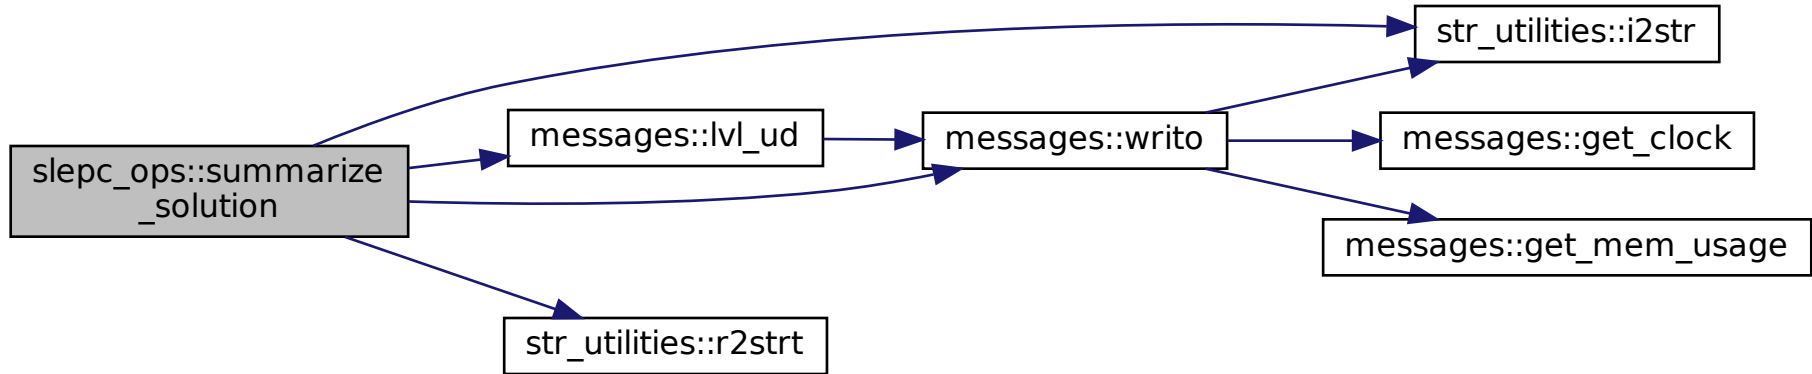 slepc_ops::summarize
_solution
str_utilities::i2str
messages::lvl_ud
messages::writo
messages::get_clock
messages::get_mem_usage
str_utilities::r2strt